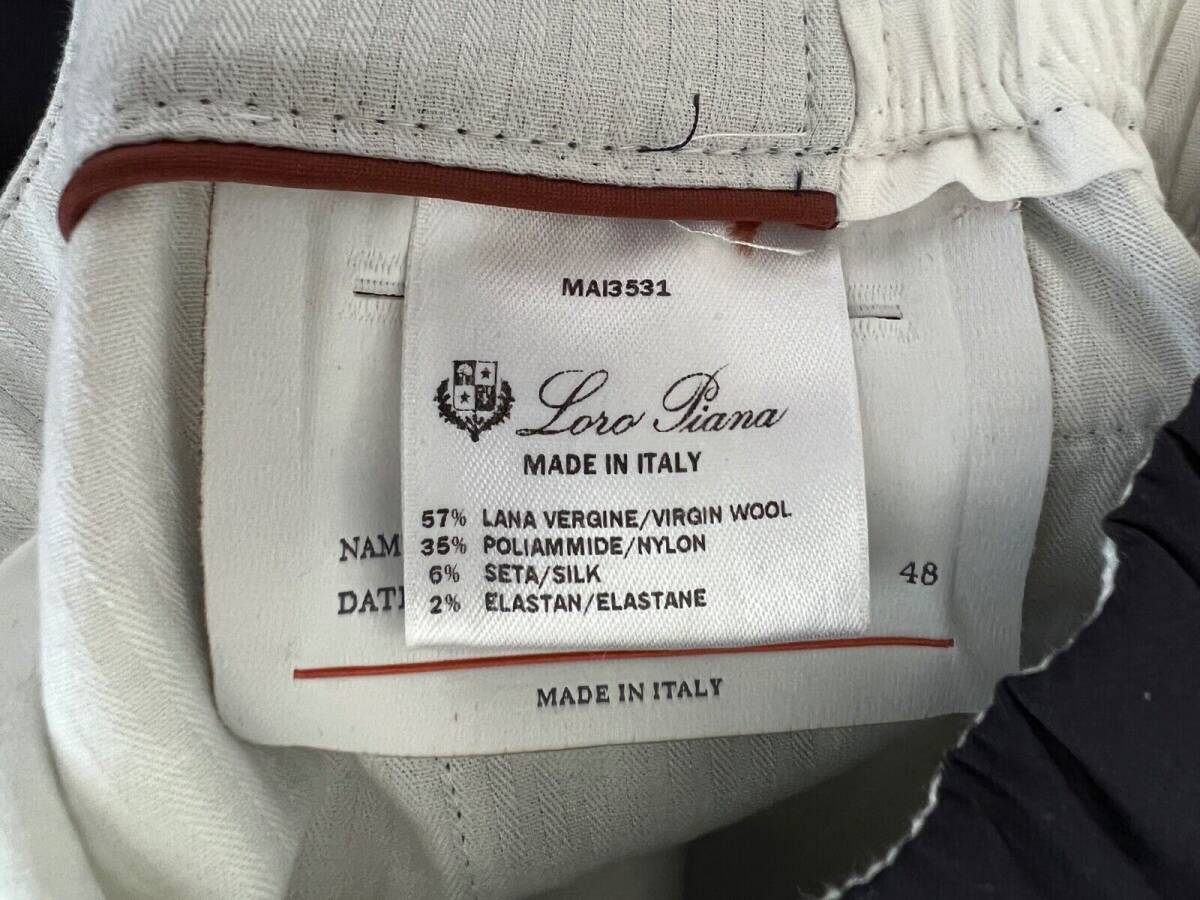 MAI3531
Loro Piana
MADE IN ITALY
57% LANA VERGINE/VIRGIN WOOL
35% POLIAMMIDE/NYLON
6% SETA/SILK
2% ELASTAN/ELASTANE
NAM
DAT
48
MADE IN ITALY